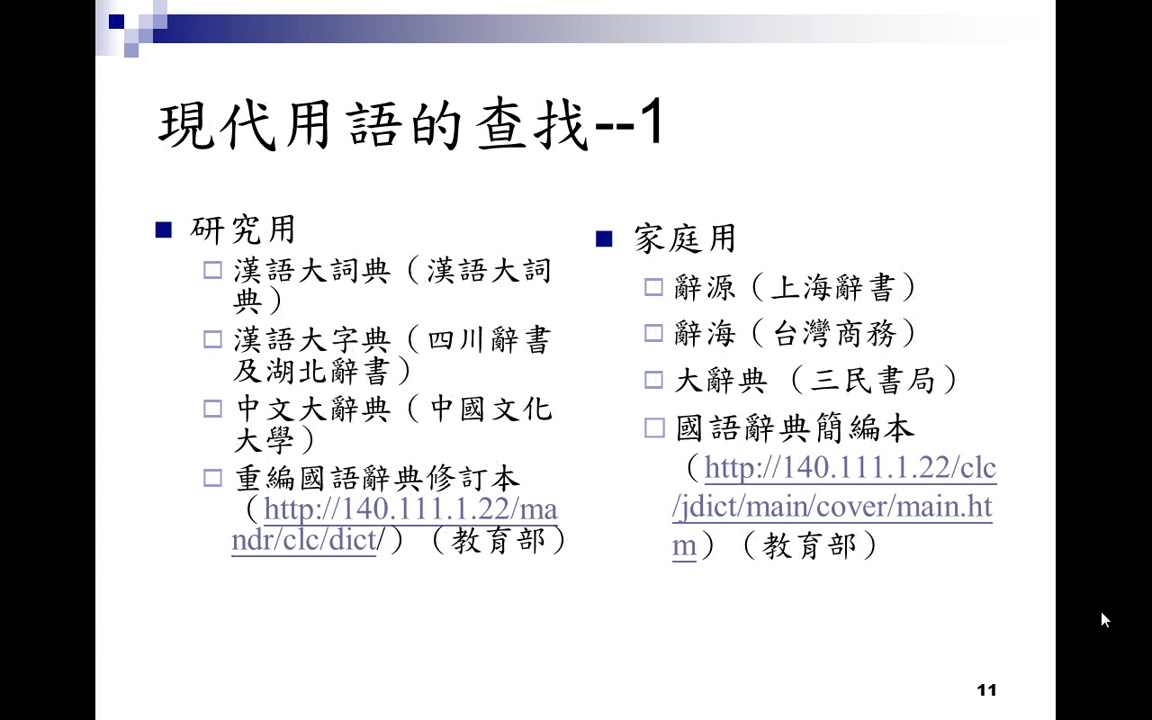 現代用語的查找--1
研究用
漢語大詞典（漢語大詞
典）
漢語大字典（四川辭書
及湖北辭書）
中文大辭典（中國文化
大學）
重編國語辭典修訂本
（http://140.111.1.22/ma
ndr/clc/dict/）（教育部）
家庭用
辭源（上海辭書）
辭海（台灣商務）
大辭典 （三民書局）
國語辭典簡編本
（http://140.111.1.22/clc
/jdict/main/cover/main.ht
m）（教育部）
11